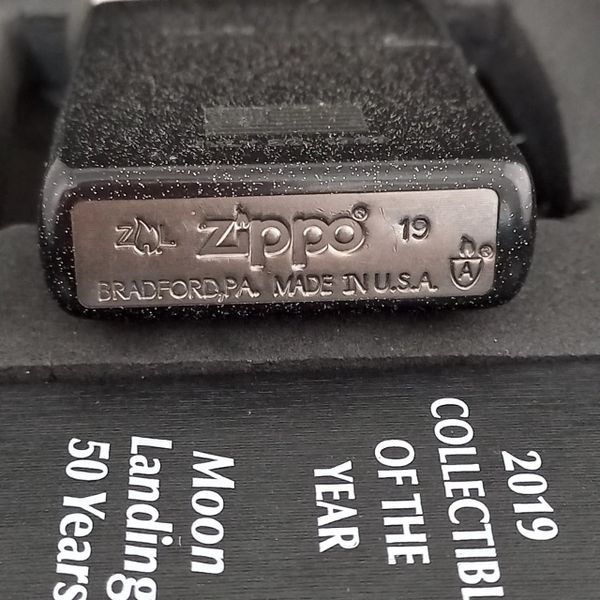 Z L zippo® 19
BRADFORD, PA. MADE IN U.S.A. A ®
2019
COLLECTIBL
OF THE
YEAR
Moon
Landing
50 Years